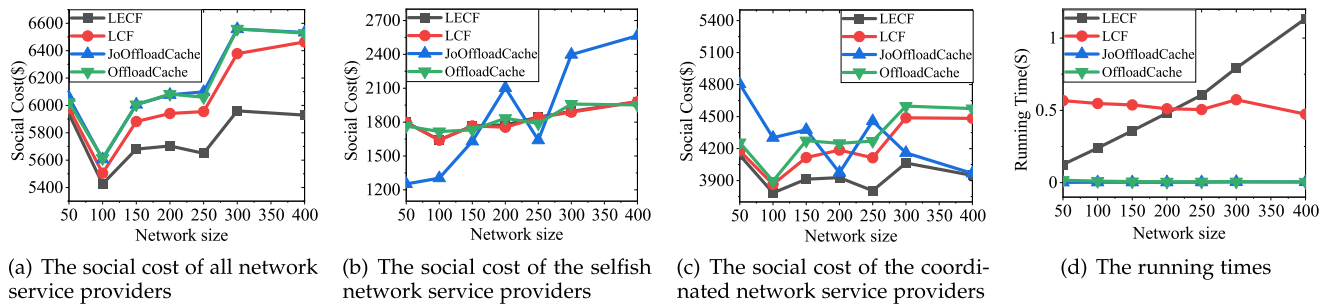 Social Cost($)
6600
6400
6200
6000
5800
5600
5400
LECF
LCF
JoOffloadCache
OffloadCache
50 100 150 200 250 300 350 400
Network size
(a) The social cost of all network
service providers
Social Cost($)
2700
2400
2100
1800
1500
1200
LECF
LCF
JoOffloadCache
OffloadCache
50 100 150 200 250 300 350 400
Network size
(b) The social cost of the selfish
network service providers
Social Cost($)
5400
5100
4800
4500
4200
3900
LECF
LCF
JoOffloadCache
OffloadCache
50 100 150 200 250 300 350 400
Network size
(c) The social cost of the coordi-
nated network service providers
Running Time(S)
1
0.5
0
LECF
LCF
JoOffloadCache
OffloadCache
50 100 150 200 250 300 350 400
Network size
(d) The running times